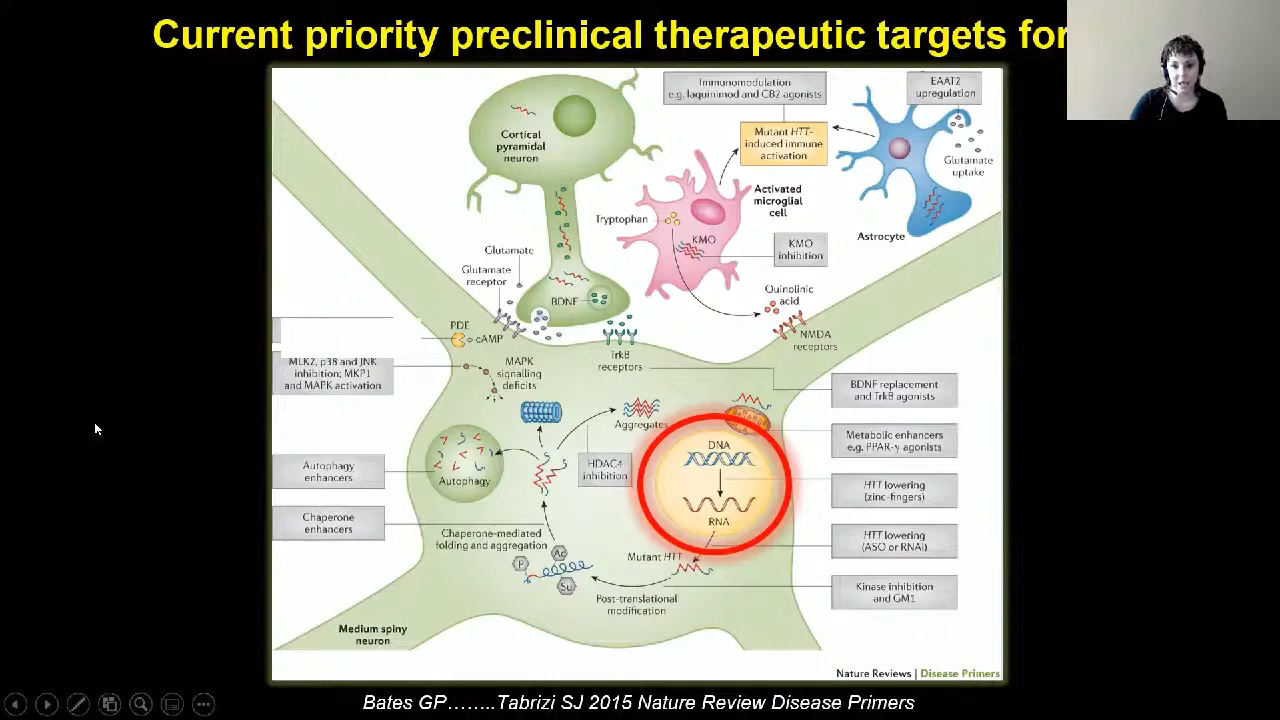 Current priority preclinical therapeutic targets for
Immunomodulation
e.g. laquinimod and CB2 agonists
EAAT2
upregulation
Cortical
pyramidal
neuron
Mutant HTT-
induced immune
activation
Glutamate
uptake
Activated
microglial
cell
Tryptophan
KMO
Astrocyte
KMO
inhibition
Glutamate
Glutamate
receptor
BDNF
Quinolinic
acid
NMDA
receptors
PDE
cAMP
TrkB
receptors
MAPK
signalling
deficits
MLK2, p38 and JNK
inhibition; MKP1
and MAPK activation
BDNF replacement
and TrkB agonists
Aggregates
Metabolic enhancers
e.g. PPAR-γ agonists
DNA
HDAC4
inhibition
Autophagy
enhancers
Autophagy
HTT lowering
(zinc-fingers)
RNA
Chaperone
enhancers
Chaperone-mediated
folding and aggregation
HTT lowering
(ASO or RNAi)
Ac
P
Su
Mutant HTT
Kinase inhibition
and GM1
Post-translational
modification
Medium spiny
neuron
Nature Reviews | Disease Primers
Bates GP……..Tabrizi SJ 2015 Nature Review Disease Primers